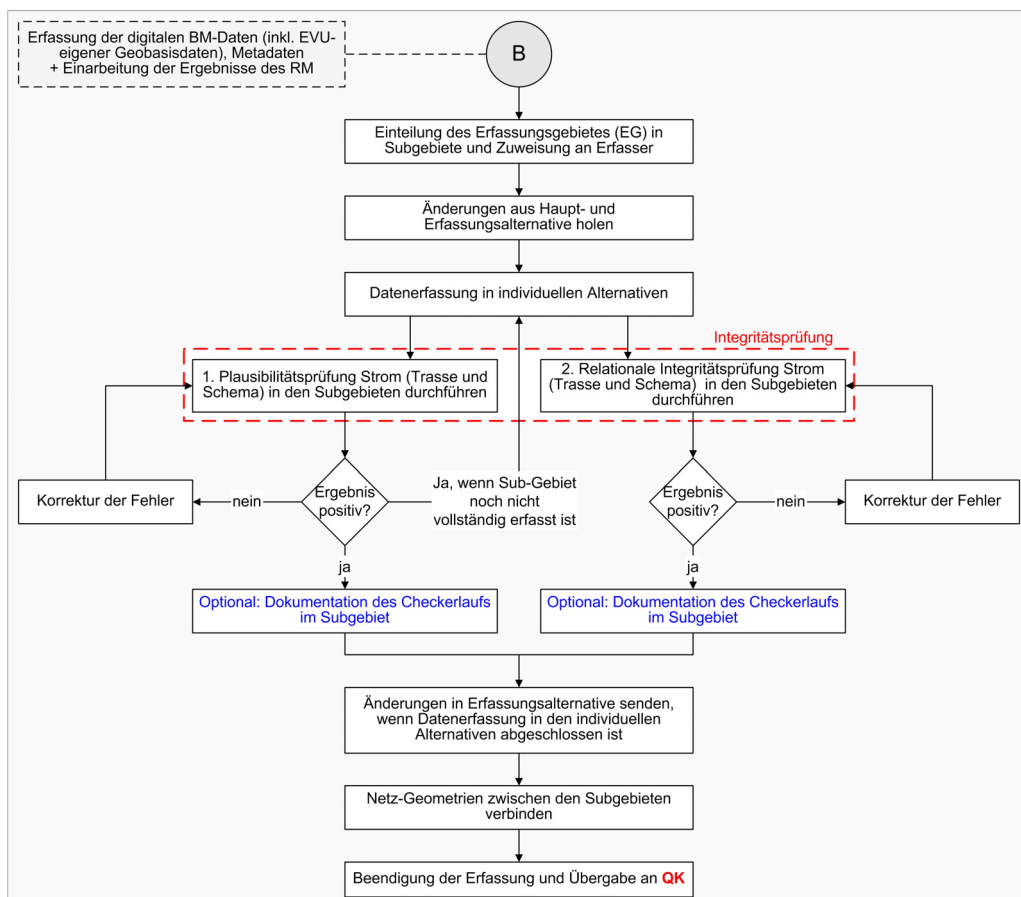 Erfassung der digitalen BM-Daten (inkl. EVU-
eigener Geobasisdaten), Metadaten
+ Einarbeitung der Ergebnisse des RM
B
Einteilung des Erfassungsgebietes (EG) in
Subgebiete und Zuweisung an Erfasser
Änderungen aus Haupt- und
Erfassungsalternative holen
Datenerfassung in individuellen Alternativen
Integritätsprüfung
1. Plausibilitätsprüfung Strom (Trasse und
Schema) in den Subgebieten durchführen
2. Relationale Integritätsprüfung Strom
(Trasse und Schema) in den Subgebieten
durchführen
Korrektur der Fehler
nein
Ergebnis
positiv?
Ja, wenn Sub-Gebiet
noch nicht
vollständig erfasst ist
Ergebnis
positiv?
nein
Korrektur der Fehler
ja
ja
Optional: Dokumentation des Checkerlaufs
im Subgebiet
Optional: Dokumentation des Checkerlaufs
im Subgebiet
Änderungen in Erfassungsalternative senden,
wenn Datenerfassung in den individuellen
Alternativen abgeschlossen ist
Netz-Geometrien zwischen den Subgebieten
verbinden
Beendigung der Erfassung und Übergabe an QK